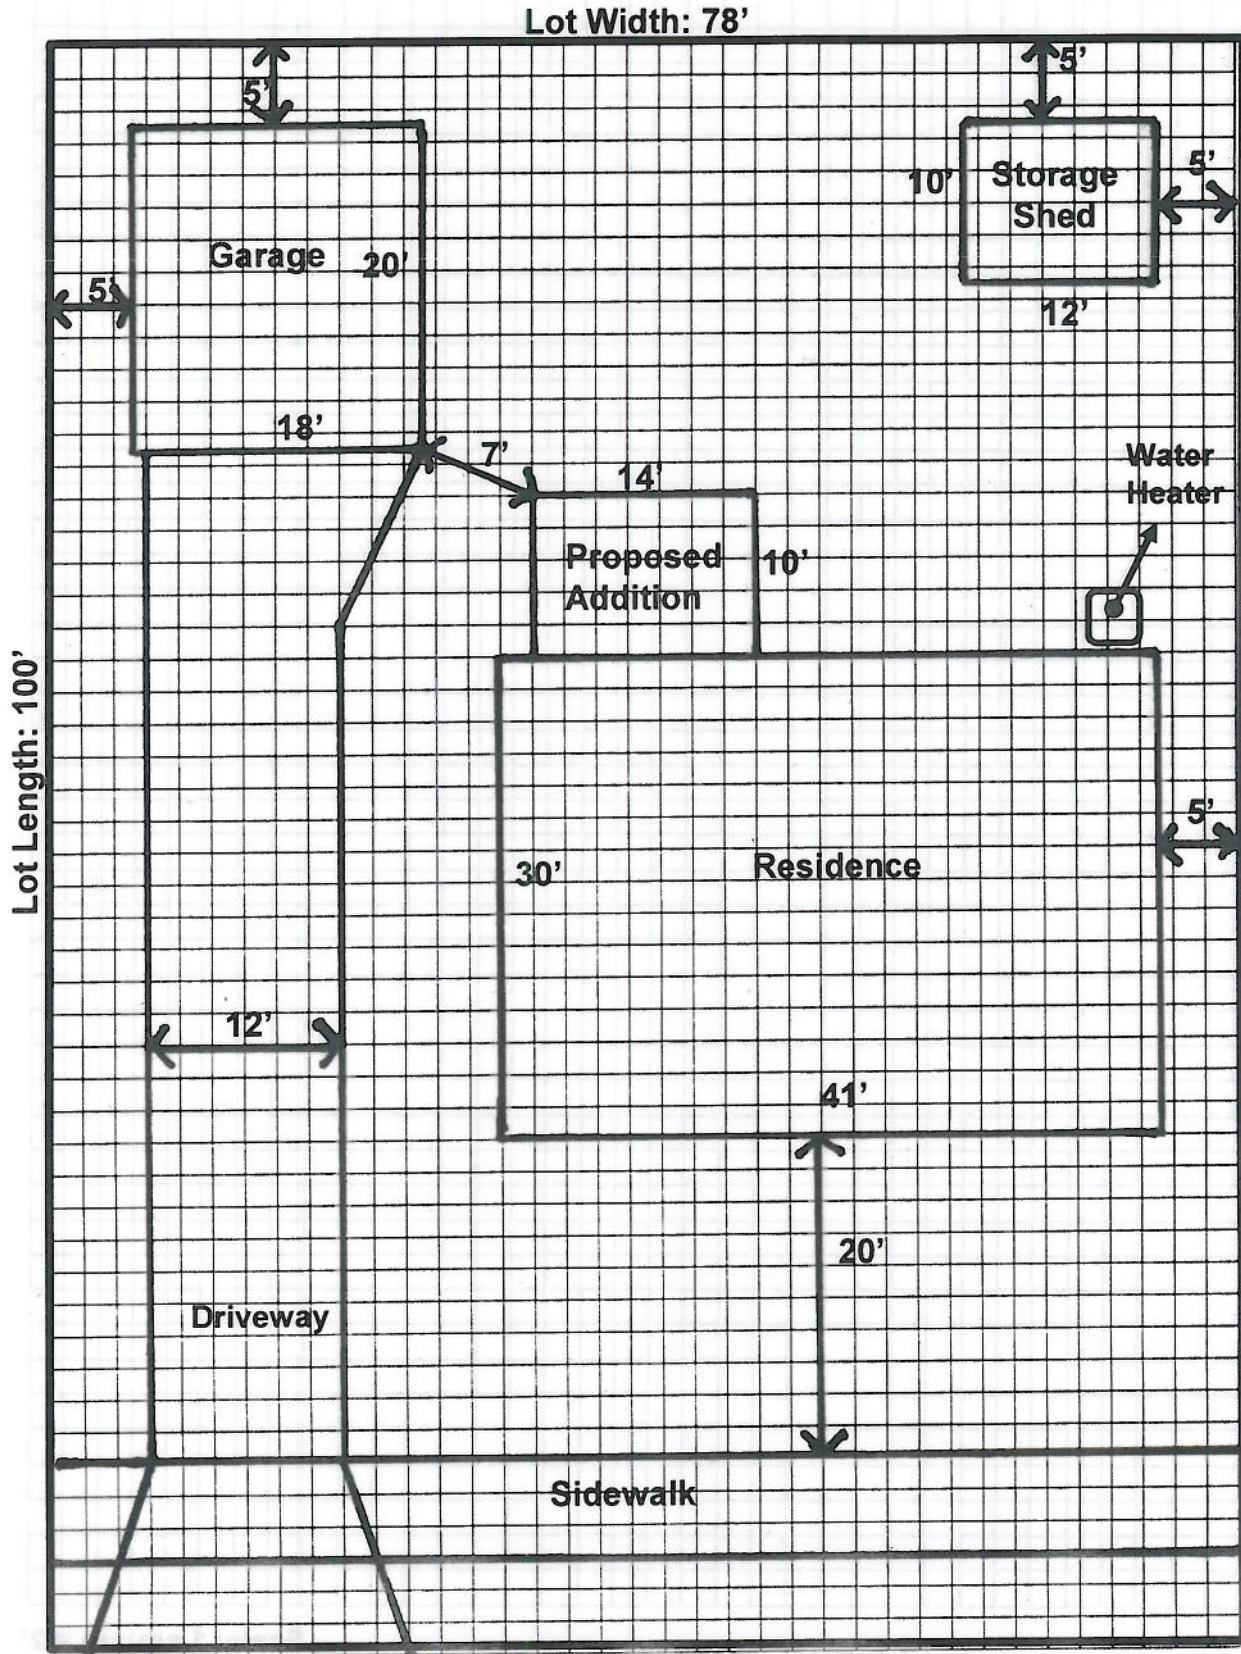 Lot Width: 78’
5’
5’
Garage
20’
10’
Storage
Shed
5’
5’
12’
18’
7’
14’
Water
Heater
Proposed
Addition
10’
Lot Length: 100’
30’
Residence
5’
12’
41’
20’
Driveway
Sidewalk